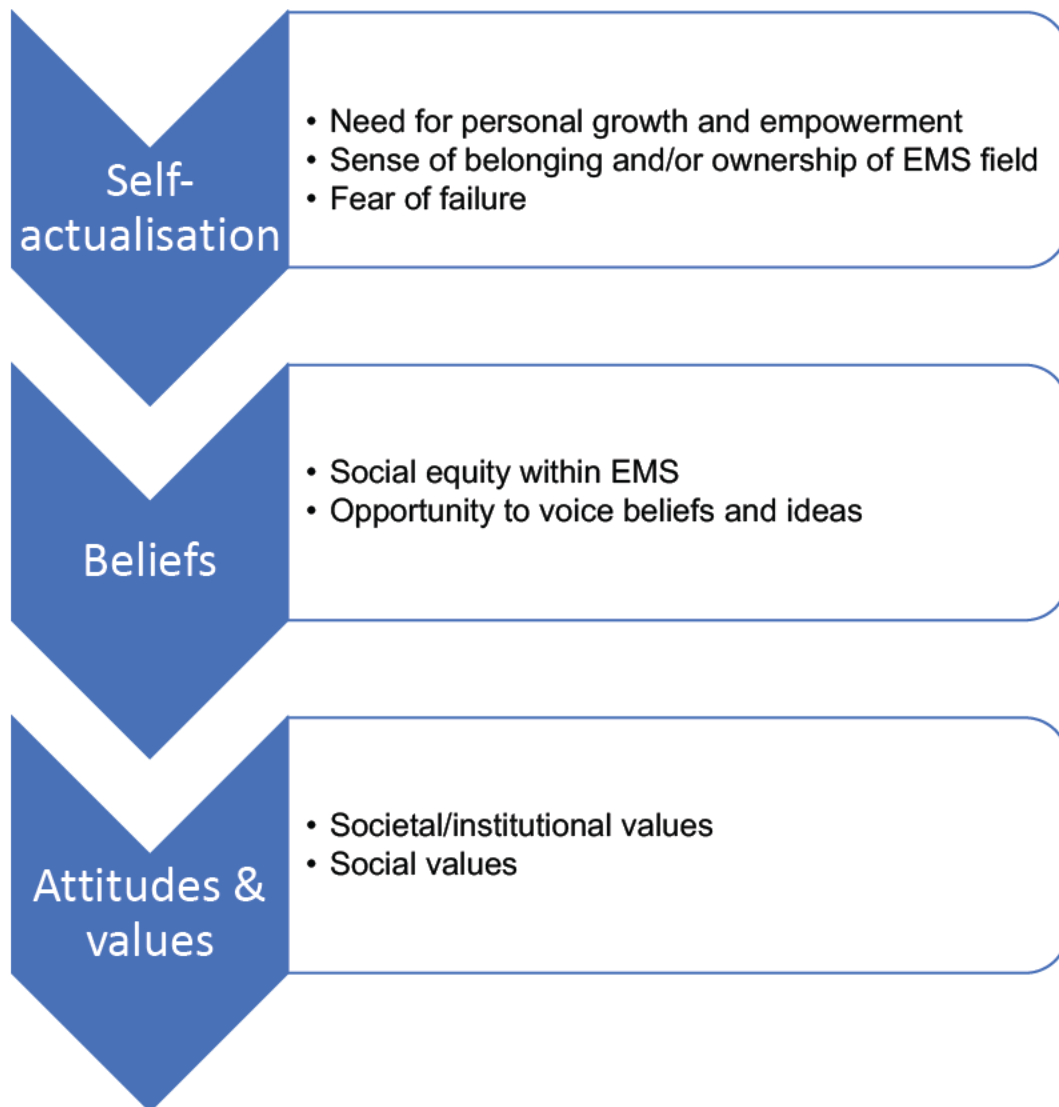 Self-
actualisation
• Need for personal growth and empowerment
• Sense of belonging and/or ownership of EMS field
• Fear of failure
Beliefs
• Social equity within EMS
• Opportunity to voice beliefs and ideas
Attitudes &
values
• Societal/institutional values
• Social values